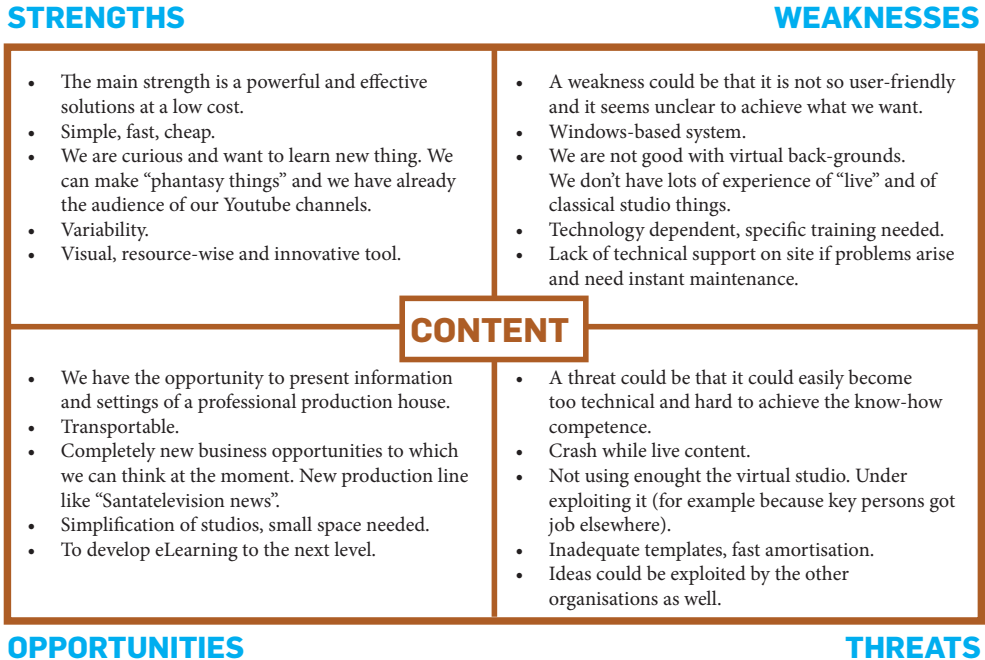 STRENGTHS
WEAKNESSES
• The main strength is a powerful and effective
solutions at a low cost.
• Simple, fast, cheap.
• We are curious and want to learn new thing. We
can make “phantasy things” and we have already
the audience of our Youtube channels.
• Variability.
• Visual, resource-wise and innovative tool.
• A weakness could be that it is not so user-friendly
and it seems unclear to achieve what we want.
• Windows-based system.
• We are not good with virtual back-grounds.
We don’t have lots of experience of “live” and of
classical studio things.
• Technology dependent, specific training needed.
• Lack of technical support on site if problems arise
and need instant maintenance.
CONTENT
• We have the opportunity to present information
and settings of a professional production house.
• Transportable.
• Completely new business opportunities to which
we can think at the moment. New production line
like “Santatelevision news”.
• Simplification of studios, small space needed.
• To develop eLearning to the next level.
• A threat could be that it could easily become
too technical and hard to achieve the know-how
competence.
• Crash while live content.
• Not using enought the virtual studio. Under
exploiting it (for example because key persons got
job elsewhere).
• Inadequate templates, fast amortisation.
• Ideas could be exploited by the other
organisations as well.
OPPORTUNITIES
THREATS